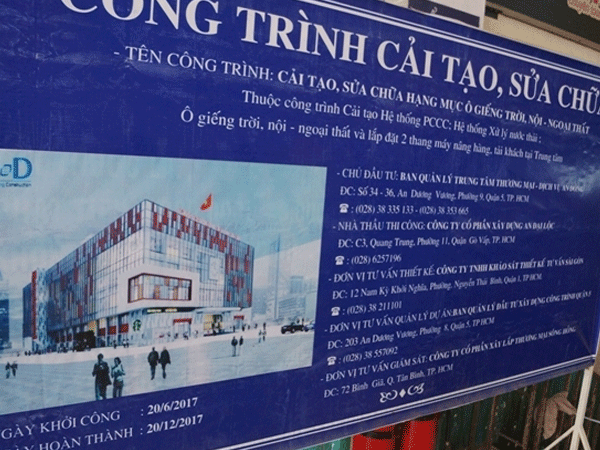 CÔNG TRÌNH CẢI TẠO, SỬA CHỮA
- TÊN CÔNG TRÌNH: CẢI TẠO, SỬA CHỮA HẠNG MỤC Ô GIẾNG TRỜI, NỘI - NGOẠI THẤT
Thuộc công trình Cải tạo Hệ thống PCCC; Hệ thống Xử lý nước thải;
Ô giếng trời, nội - ngoại thất và lắp đặt 2 thang máy nâng hàng, tải khách tại Trung tâm
- CHỦ ĐẦU TƯ: BAN QUẢN LÝ TRUNG TÂM THƯƠNG MẠI - DỊCH VỤ AN ĐÔNG
ĐC: Số 34 - 36, An Dương Vương, Phường 9, Quận 5, TP. HCM
☎ : (028) 38 335 133 - (028) 38 353 665
- NHÀ THẦU THI CÔNG: CÔNG TY CỔ PHẦN XÂY DỰNG AN ĐẠI LỘC
ĐC: C3, Quang Trung, Phường 11, Quận Gò Vấp, TP. HCM
☎ : (028) 6257196
- ĐƠN VỊ TƯ VẤN THIẾT KẾ: CÔNG TY TNHH KHẢO SÁT THIẾT KẾ TƯ VẤN SÀI GÒN
ĐC: 12 Nam Kỳ Khởi Nghĩa, Phường. Nguyễn Thái Bình, Quận 1, TP HCM
☎ : (028) 38 211101
- ĐƠN VỊ TƯ VẤN QUẢN LÝ DỰ ÁN BAN QUẢN LÝ ĐẦU TƯ XÂY DỰNG CÔNG TRÌNH QUẬN 5
ĐC: 203 An Dương Vương, Phường 8, Quận 5, TP HCM
☎ : (028) 38 557092
- ĐƠN VỊ TƯ VẤN GIÁM SÁT: CÔNG TY CỔ PHẦN XÂY LẮP THƯƠNG MẠI SÔNG HỒNG
ĐC: 72 Bình Giã, Q. Tân Bình, TP. HCM
oD
Construction
GÀY KHỞI CÔNG : 20/6/2017
HOÀN THÀNH : 20/12/2017